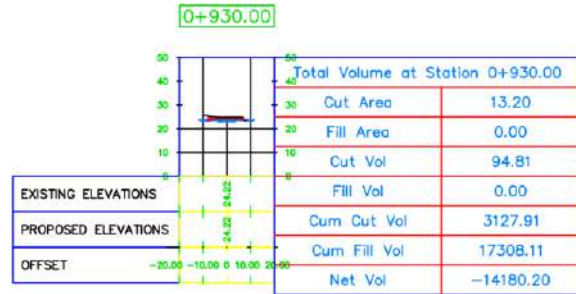 0+930.00
50 50
40 40
30 30
20 20
10 10
0 0
Total Volume at Station 0+930.00
Cut Area 13.20
Fill Area 0.00
Cut Vol 94.81
Fill Vol 0.00
Cum Cut Vol 3127.91
Cum Fill Vol 17308.11
Net Vol -14180.20
EXISTING ELEVATIONS 24.22
PROPOSED ELEVATIONS 24.22
OFFSET -20.00 -10.00 0 10.00 20.00